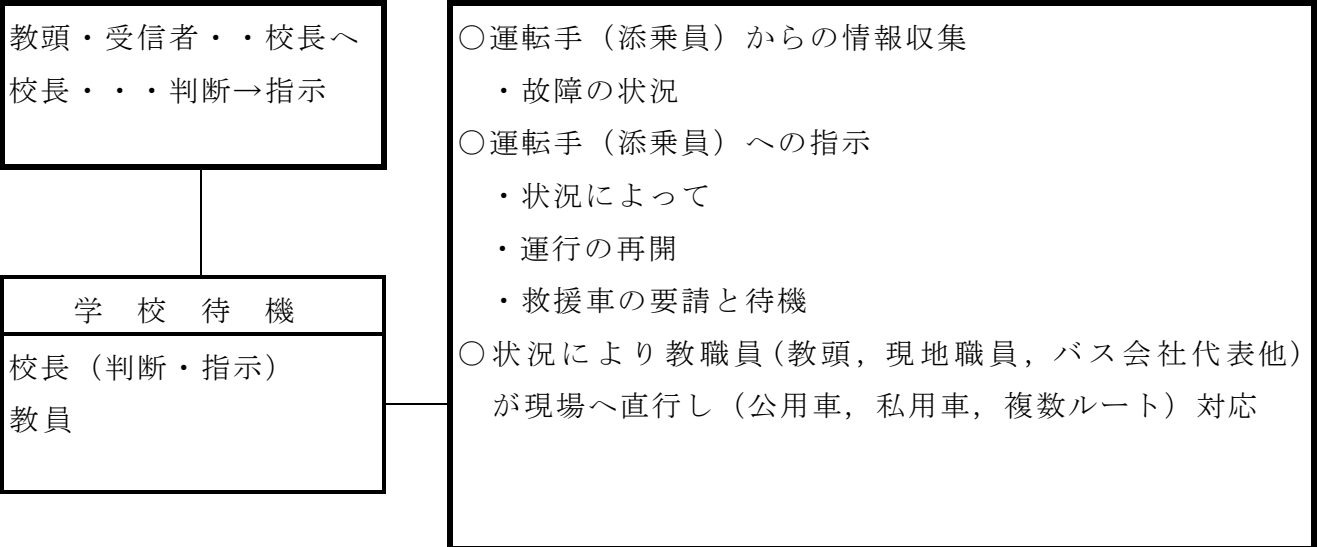 教頭・受信者・・校長へ
校長・・・判断→指示
学校待機
校長（判断・指示）
教員
○運転手（添乗員）からの情報収集
・故障の状況
○運転手（添乗員）への指示
・状況によって
・運行の再開
・救援車の要請と待機
○状況により教職員(教頭，現地職員，バス会社代表他)
が現場へ直行し（公用車，私用車，複数ルート）対応